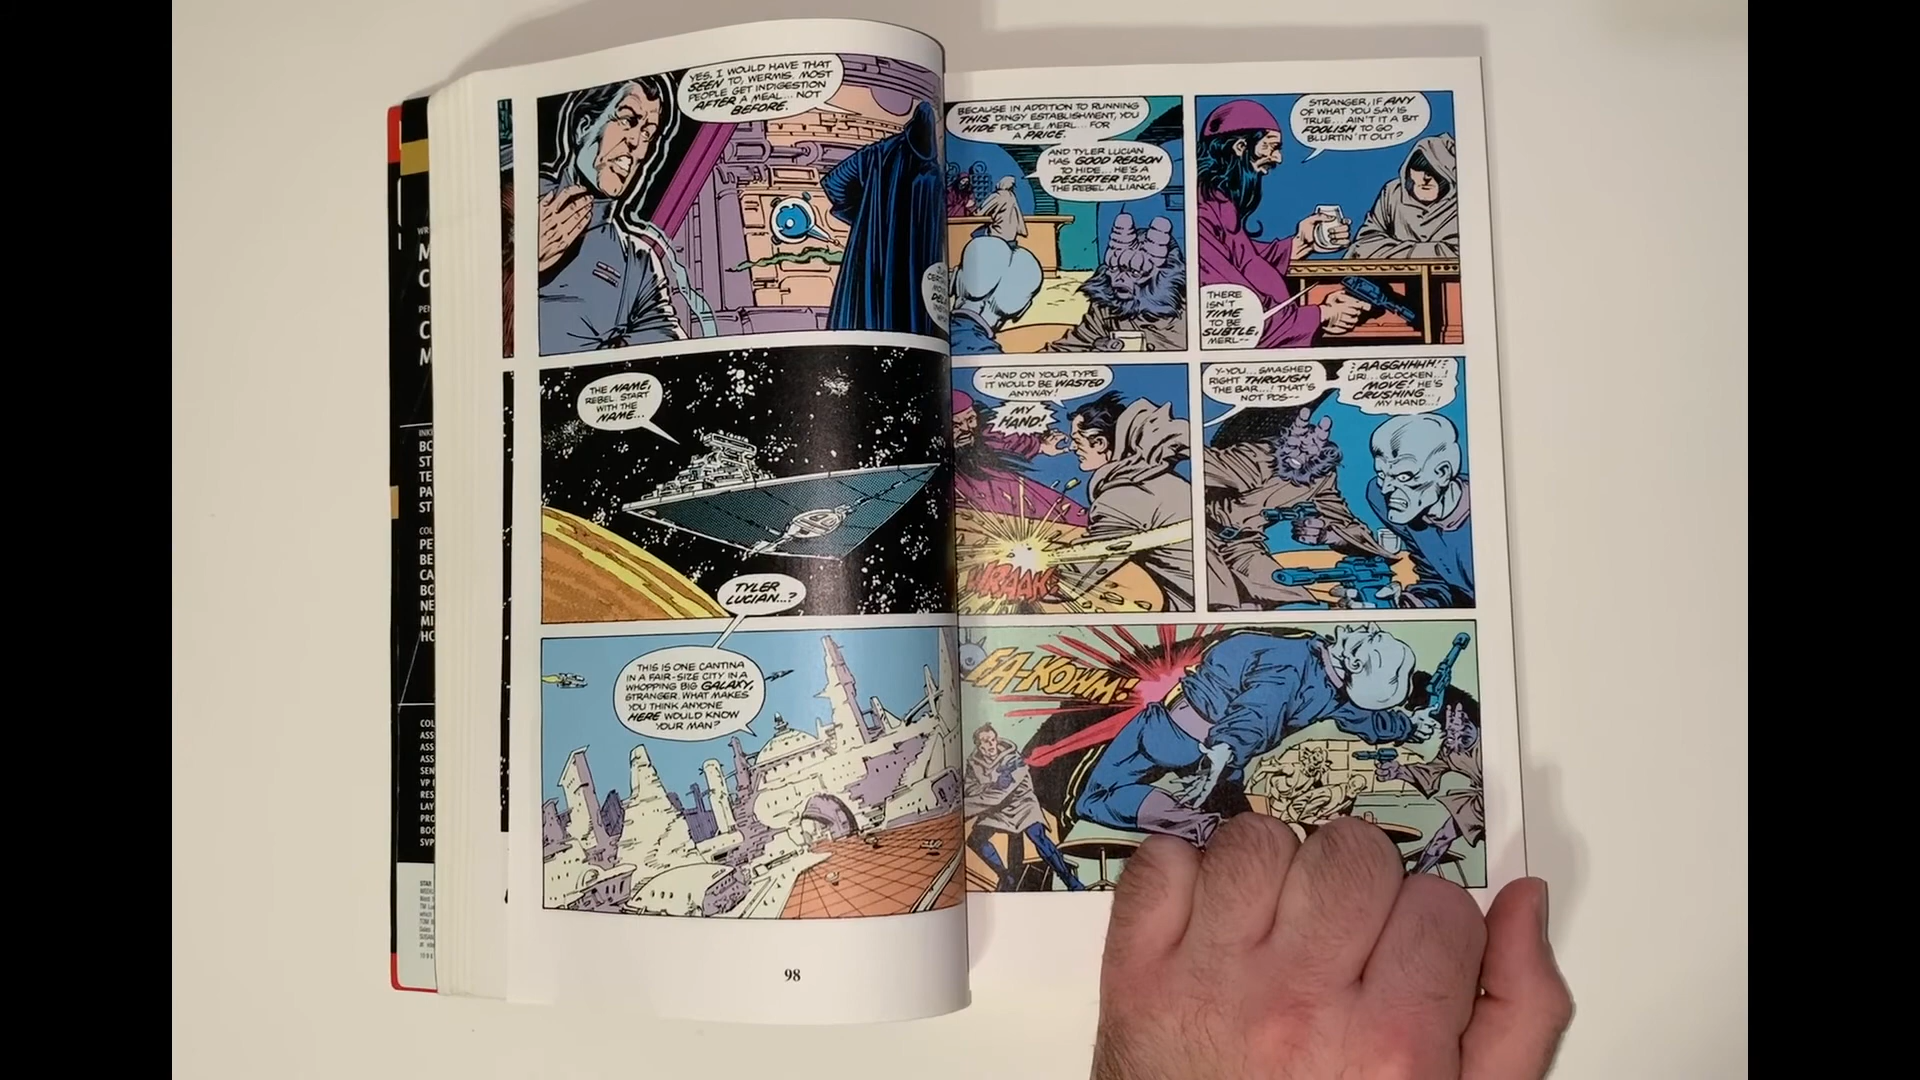 YES, I WOULD HAVE THAT
SEEN TO, WERMIS. MOST
PEOPLE GET INDIGESTION
AFTER A MEAL... NOT
BEFORE.
THE NAME,
REBEL. START
WITH THE
NAME...
TYLER
LUCIAN...?
THIS IS ONE CANTINA
IN A FAIR-SIZE CITY IN A
WHOPPING BIG GALAXY,
STRANGER. WHAT MAKES
YOU THINK ANYONE
HERE WOULD KNOW
YOUR MAN?
98
BECAUSE IN ADDITION TO RUNNING
THIS DINGY ESTABLISHMENT, YOU
HIDE PEOPLE, MERL... FOR
A PRICE.
AND TYLER LUCIAN
HAS GOOD REASON
TO HIDE... HE'S A
DESERTER FROM
THE REBEL ALLIANCE.
STRANGER, IF ANY
OF WHAT YOU SAY IS
TRUE... AIN'T IT A BIT
FOOLISH TO GO
BLURTIN' IT OUT?
THERE
ISN'T
TIME
TO BE
SUBTLE,
MERL--
--AND ON YOUR TYPE
IT WOULD BE WASTED
ANYWAY!
MY
HAND!
WRAAK!
Y-YOU... SMASHED
RIGHT THROUGH
THE BAR...! THAT'S
NOT POS--
AAGGHHHH!
URI... GLOCKEN...!
MOVE! HE'S
CRUSHING...
MY HAND...!
FA-KOWM!